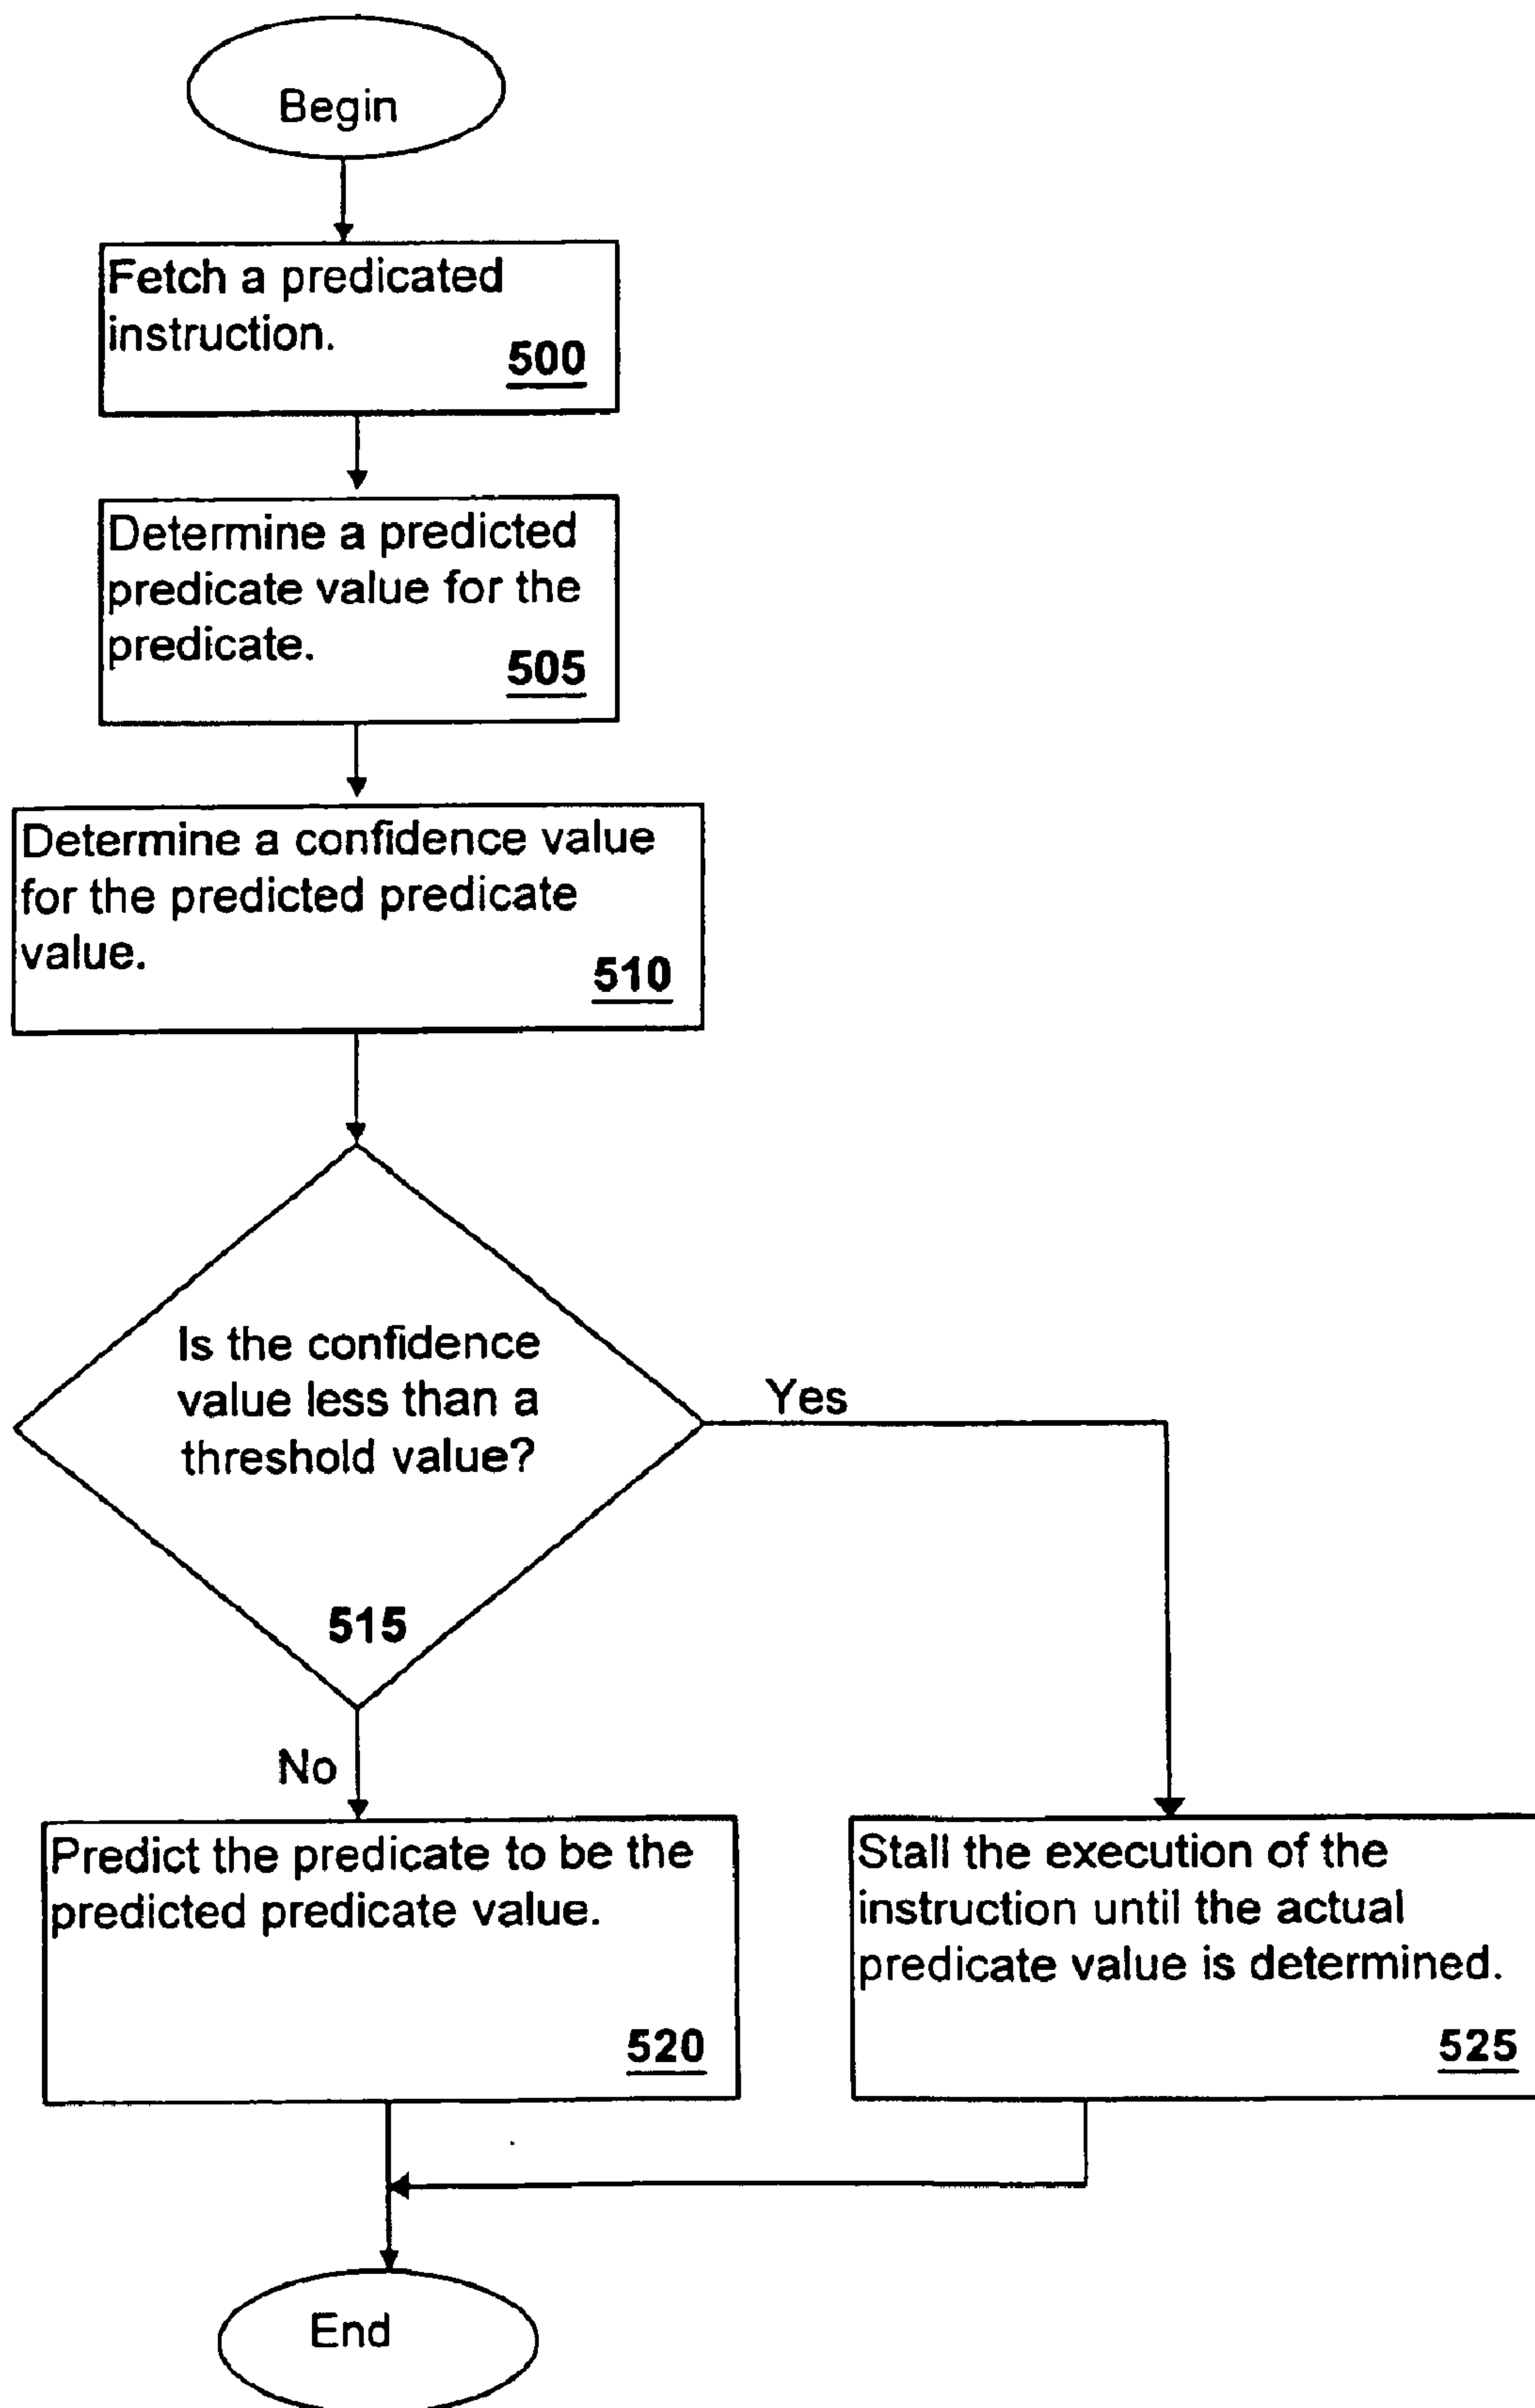 Begin
Fetch a predicated
instruction.
500
Determine a predicted
predicate value for the
predicate.
505
Determine a confidence value
for the predicted predicate
value.
510
Is the confidence
value less than a
threshold value?
515
Yes
No
Predict the predicate to be the
predicted predicate value.
520
Stall the execution of the
instruction until the actual
predicate value is determined.
525
End